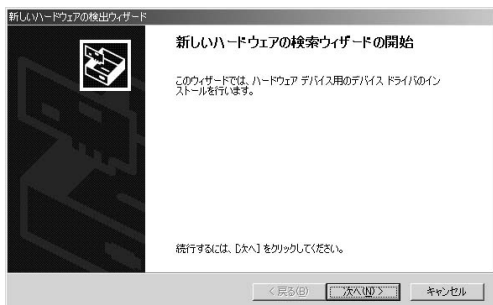 新しいハードウェアの検出ウィザード
新しいハードウェアの検索ウィザードの開始
このウィザードでは、ハードウェア デバイス用のデバイス ドライバのイン
ストールを行います。
続行するには、[次へ] をクリックしてください。
< 戻る(B)
次へ(N) >
キャンセル